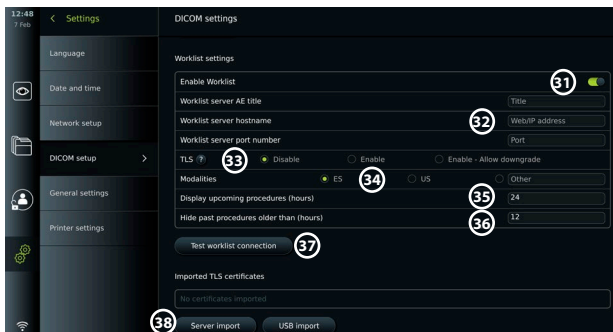 12:48
7 Feb
Settings
DICOM settings
Language
Date and time
Network setup
DICOM setup
General settings
Printer settings
Worklist settings
Enable Worklist
31
Worklist server AE title
Title
Worklist server hostname
32
Web/IP address
Worklist server port number
Port
TLS ? 33 Disable Enable Enable - Allow downgrade
Modalities ES 34 US Other
Display upcoming procedures (hours) 35 24
Hide past procedures older than (hours) 36 12
Test worklist connection 37
Imported TLS certificates
No certificates imported
38 Server import USB import